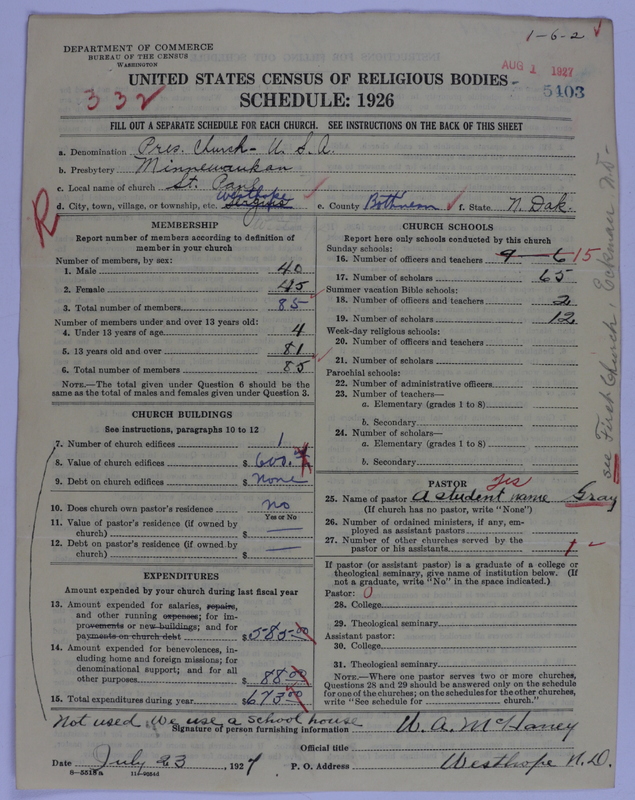 1-6-2
DEPARTMENT OF COMMERCE
BUREAU OF THE CENSUS
WASHINGTON
AUG 1 1927
5403
332
UNITED STATES CENSUS OF RELIGIOUS BODIES
SCHEDULE: 1926
FILL OUT A SEPARATE SCHEDULE FOR EACH CHURCH. SEE INSTRUCTIONS ON THE BACK OF THIS SHEET
a. Denomination Pres. Church - U. S. A.
b. Presbytery Minnewaukan
c. Local name of church St. Paul
Westhope
d. City, town, village, or township, etc. e. County Bottineau f. State N. Dak.
R
MEMBERSHIP
Report number of members according to definition of
member in your church
Number of members, by sex:
1. Male 40
2. Female 45
3. Total number of members 85
Number of members under and over 13 years old:
4. Under 13 years of age 4
5. 13 years old and over 81
6. Total number of members 85
NOTE.—The total given under Question 6 should be the
same as the total of males and females given under Question 3.
CHURCH BUILDINGS
See instructions, paragraphs 10 to 12
7. Number of church edifices 1
8. Value of church edifices $ 600.
9. Debt on church edifices $ None
10. Does church own pastor's residence No
Yes or No
11. Value of pastor's residence (if owned by
church) $ —
12. Debt on pastor's residence (if owned by
church) $ —
EXPENDITURES
Amount expended by your church during last fiscal year
13. Amount expended for salaries, repairs,
and other running expenses; for im-
provements or new buildings; and for
payments on church debt $ 585.00
14. Amount expended for benevolences, in-
cluding home and foreign missions; for
denominational support; and for all
other purposes $ 88.00
15. Total expenditures during year $ 673.00
CHURCH SCHOOLS
Report here only schools conducted by this church
Sunday schools:
16. Number of officers and teachers 9 - 6 15
17. Number of scholars 65
Summer vacation Bible schools:
18. Number of officers and teachers 2
19. Number of scholars 12
Week-day religious schools:
20. Number of officers and teachers
21. Number of scholars
Parochial schools:
22. Number of administrative officers
23. Number of teachers—
a. Elementary (grades 1 to 8)
b. Secondary
24. Number of scholars—
a. Elementary (grades 1 to 8)
b. Secondary
PASTOR yes
25. Name of pastor A student name Gray
(If church has no pastor, write "None")
26. Number of ordained ministers, if any, em-
ployed as assistant pastors
27. Number of other churches served by the
pastor or his assistants 1
If pastor (or assistant pastor) is a graduate of a college or
theological seminary, give name of institution below. (If
not a graduate, write "No" in the space indicated.)
Pastor: 0
28. College
29. Theological seminary
Assistant pastor:
30. College
31. Theological seminary
NOTE.—Where one pastor serves two or more churches,
Questions 28 and 29 should be answered only on the schedule
for one of the churches; on the schedules for the other churches,
write "See schedule for church."
see First Church, Eckman N.D-
Not used, We use a school house
Signature of person furnishing information W. A. McHaney
Official title
Date July 23, 1927 P. O. Address Westhope N.D.
8-5518a